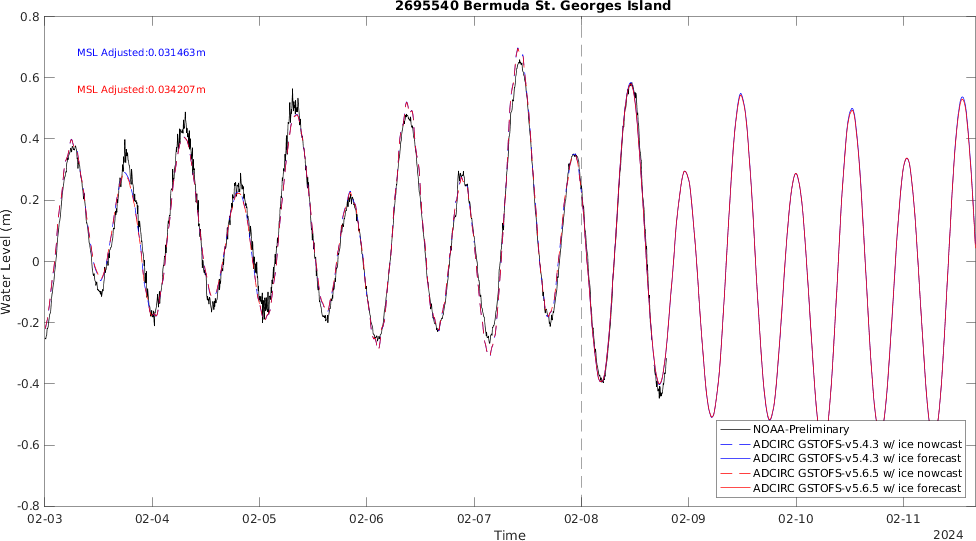 2695540 Bermuda St. Georges Island
0.8
0.6
0.4
0.2
0
-0.2
-0.4
-0.6
-0.8
Water Level (m)
MSL Adjusted:0.031463m
MSL Adjusted:0.034207m
NOAA-Preliminary
ADCIRC GSTOFS-v5.4.3 w/ ice nowcast
ADCIRC GSTOFS-v5.4.3 w/ ice forecast
ADCIRC GSTOFS-v5.6.5 w/ ice nowcast
ADCIRC GSTOFS-v5.6.5 w/ ice forecast
02-03 02-04 02-05 02-06 02-07 02-08 02-09 02-10 02-11
Time
2024